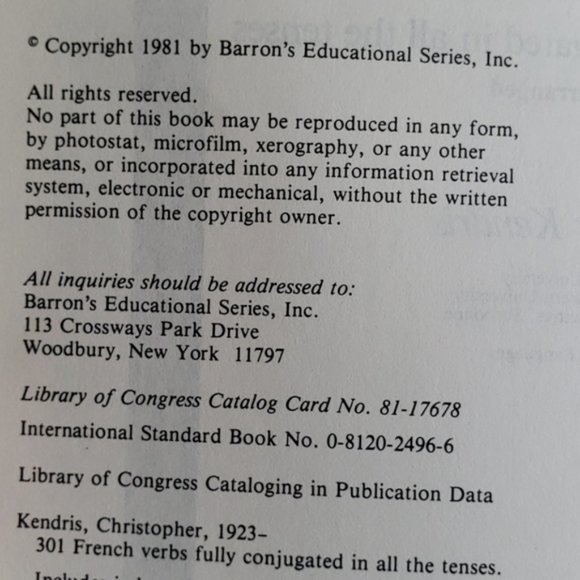 © Copyright 1981 by Barron's Educational Series, Inc.
All rights reserved.
No part of this book may be reproduced in any form,
by photostat, microfilm, xerography, or any other
means, or incorporated into any information retrieval
system, electronic or mechanical, without the written
permission of the copyright owner.
All inquiries should be addressed to:
Barron's Educational Series, Inc.
113 Crossways Park Drive
Woodbury, New York 11797
Library of Congress Catalog Card No. 81-17678
International Standard Book No. 0-8120-2496-6
Library of Congress Cataloging in Publication Data
Kendris, Christopher, 1923–
301 French verbs fully conjugated in all the tenses.